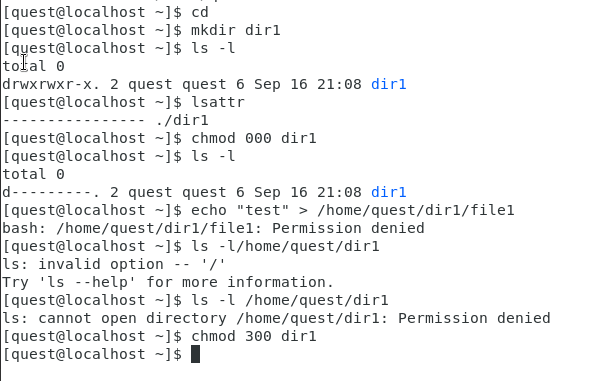 [quest@localhost ~]$ cd
[quest@localhost ~]$ mkdir dir1
[quest@localhost ~]$ ls -l
total 0
drwxrwxr-x. 2 quest quest 6 Sep 16 21:08 dir1
[quest@localhost ~]$ lsattr
---------------- ./dir1
[quest@localhost ~]$ chmod 000 dir1
[quest@localhost ~]$ ls -l
total 0
d---------. 2 quest quest 6 Sep 16 21:08 dir1
[quest@localhost ~]$ echo "test" > /home/quest/dir1/file1
bash: /home/quest/dir1/file1: Permission denied
[quest@localhost ~]$ ls -l/home/quest/dir1
ls: invalid option -- '/'
Try 'ls --help' for more information.
[quest@localhost ~]$ ls -l /home/quest/dir1
ls: cannot open directory /home/quest/dir1: Permission denied
[quest@localhost ~]$ chmod 300 dir1
[quest@localhost ~]$